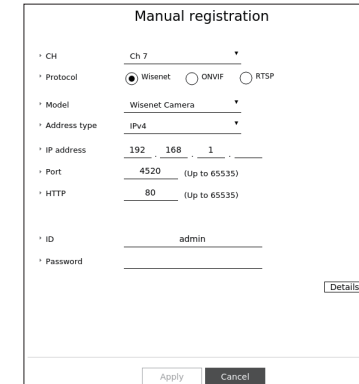 Manual registration
CH Ch 7
Protocol Wisenet ONVIF RTSP
Model Wisenet Camera
Address type IPv4
IP address 192 . 168 . 1 .
Port 4520 (Up to 65535)
HTTP 80 (Up to 65535)
ID admin
Password
Details
Apply Cancel